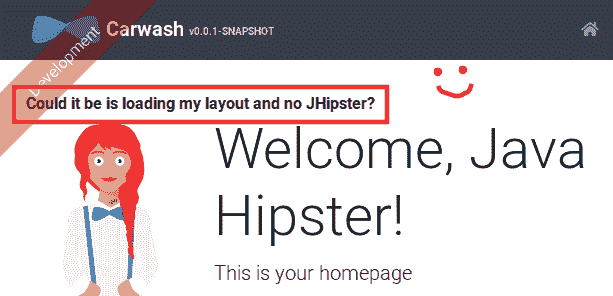 Carwash v0.0.1-SNAPSHOT
Development
Could it be is loading my layout and no JHipster?
Welcome, Java
Hipster!
This is your homepage